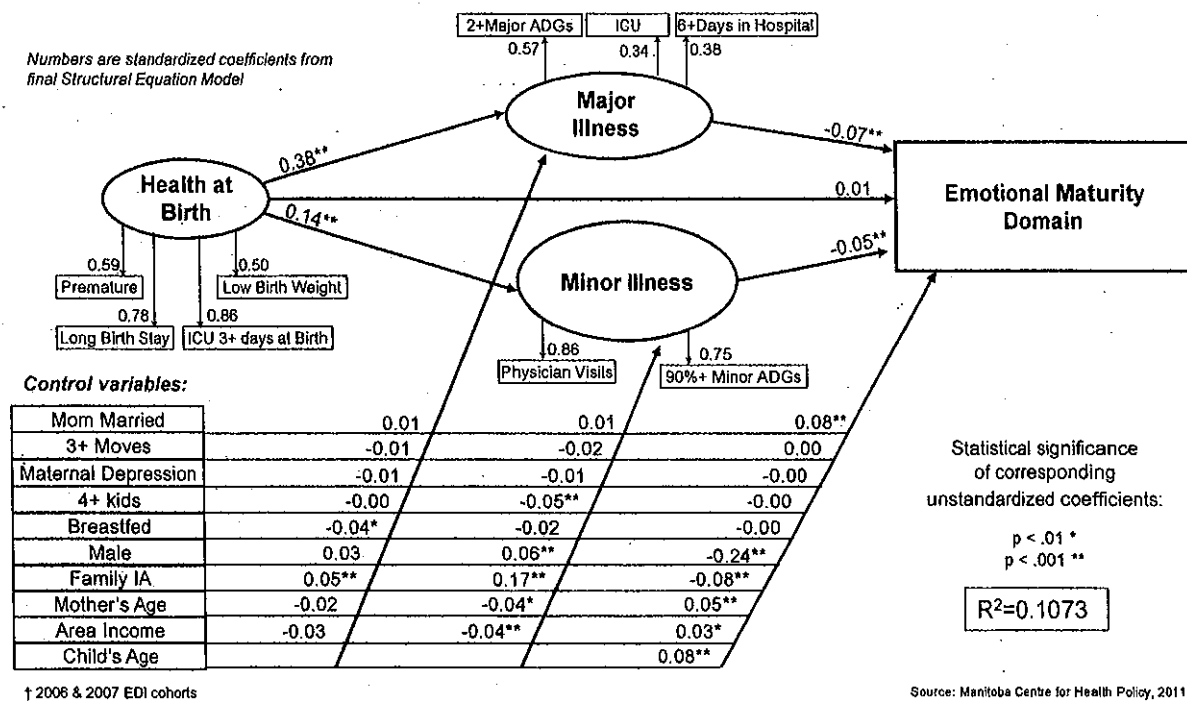 Numbers are standardized coefficients from
final Structural Equation Model
2+Major ADGs
ICU
6+Days in Hospital
0.57
0.34
0.38
Major
Illness
-0.07**
0.38**
Health at
Birth
0.01
Emotional Maturity
Domain
0.14**
-0.05**
Minor Illness
0.59
0.50
Premature
Low Birth Weight
0.78
0.86
Long Birth Stay
ICU 3+ days at Birth
0.86
0.75
Physician Visits
90%+ Minor ADGs
Control variables:
Mom Married 0.01 0.01 0.08**
3+ Moves -0.01 -0.02 0.00
Maternal Depression -0.01 -0.01 -0.00
4+ kids -0.00 -0.05** -0.00
Breastfed -0.04* -0.02 -0.00
Male 0.03 0.06** -0.24**
Family IA 0.05** 0.17** -0.08**
Mother's Age -0.02 -0.04* 0.05**
Area Income -0.03 -0.04** 0.03*
Child's Age 0.08**
Statistical significance
of corresponding
unstandardized coefficients:
p < .01 *
p < .001 **
R²=0.1073
† 2006 & 2007 EDI cohorts
Source: Manitoba Centre for Health Policy, 2011